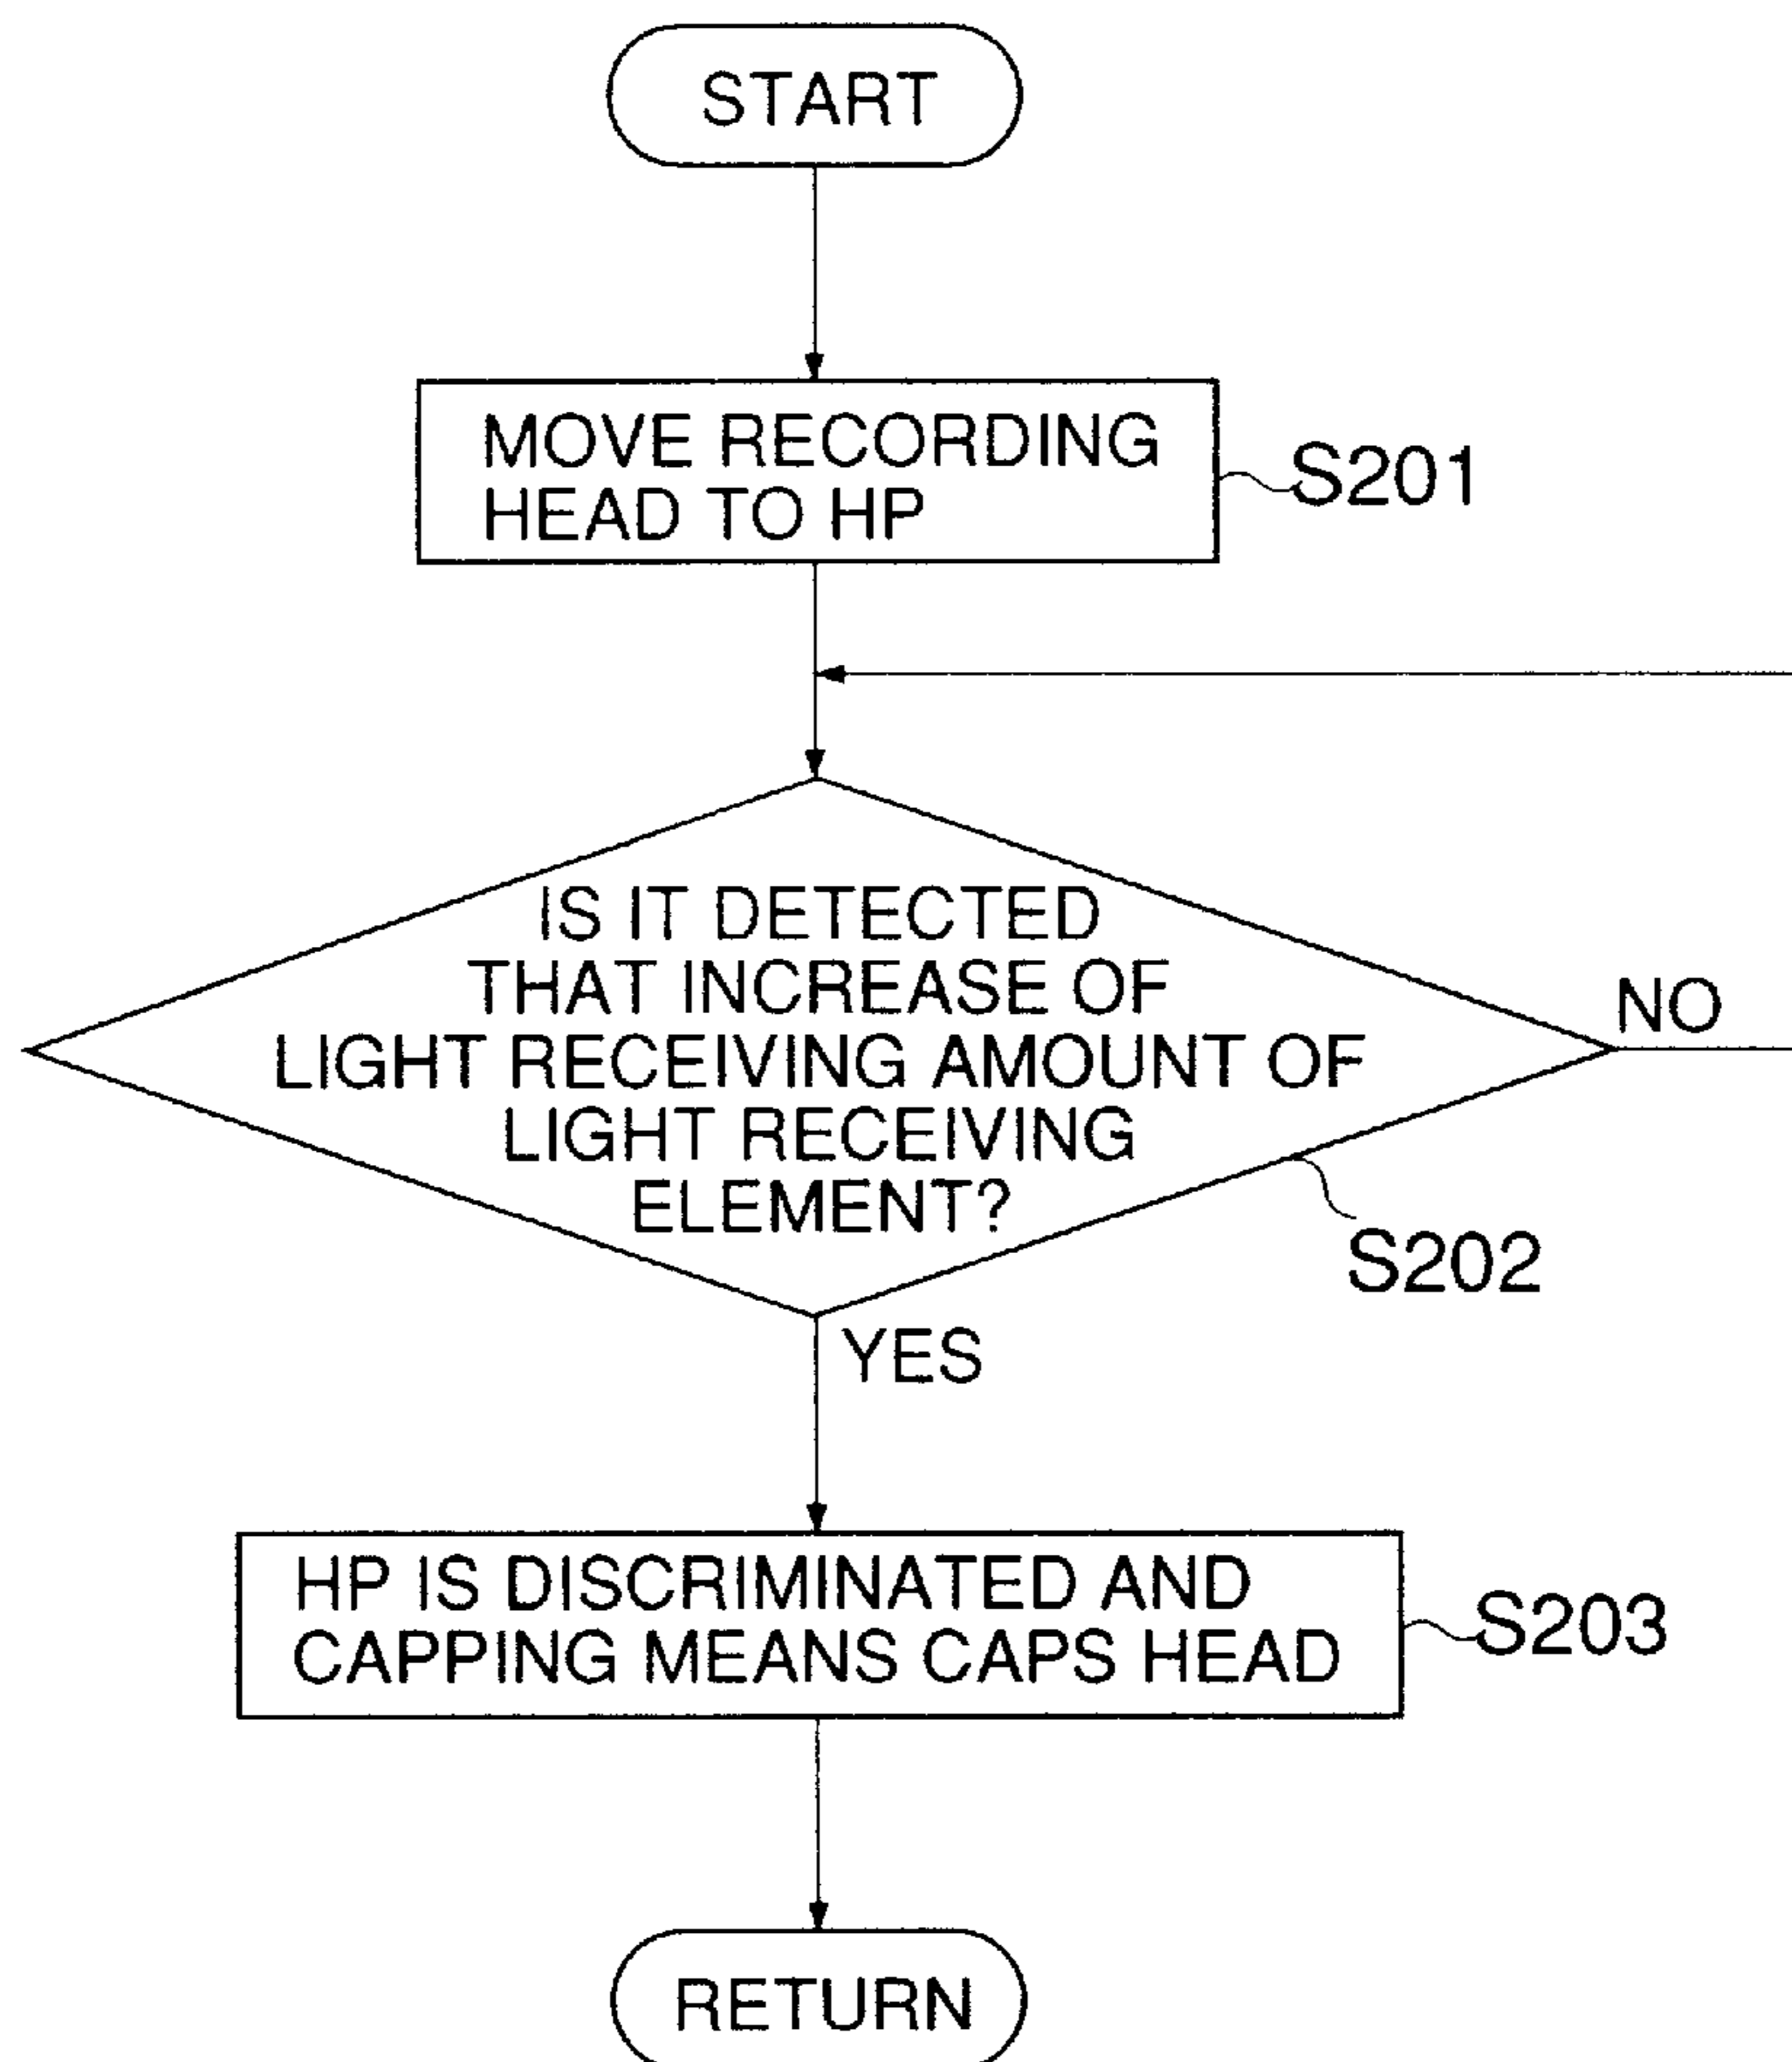 START
MOVE RECORDING
HEAD TO HP
S201
IS IT DETECTED
THAT INCREASE OF
LIGHT RECEIVING AMOUNT OF
LIGHT RECEIVING
ELEMENT?
NO
S202
YES
HP IS DISCRIMINATED AND
CAPPING MEANS CAPS HEAD
S203
RETURN